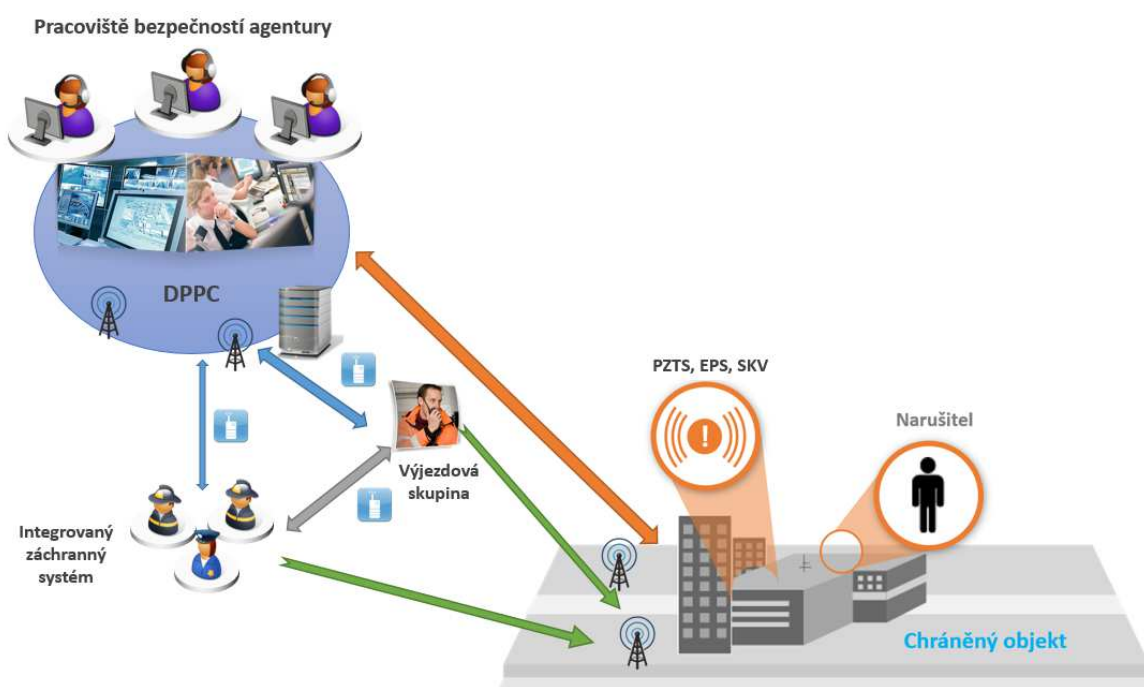 Pracoviště bezpečností agentury
DPPC
PZTS, EPS, SKV
Narušitel
Výjezdová
skupina
Integrovaný
záchranný
systém
Chráněný objekt